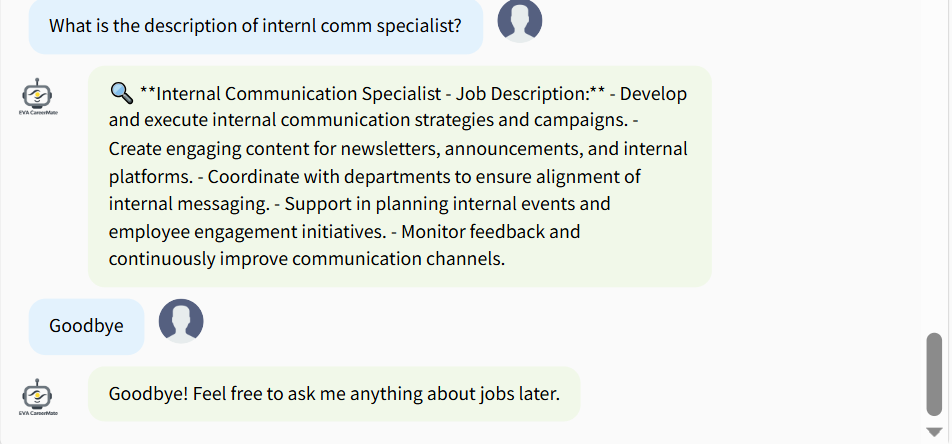 What is the description of internl comm specialist?
🔍 **Internal Communication Specialist - Job Description:** - Develop
and execute internal communication strategies and campaigns. -
Create engaging content for newsletters, announcements, and internal
platforms. - Coordinate with departments to ensure alignment of
internal messaging. - Support in planning internal events and
employee engagement initiatives. - Monitor feedback and
continuously improve communication channels.
EVA CareerMate
Goodbye
Goodbye! Feel free to ask me anything about jobs later.
EVA CareerMate